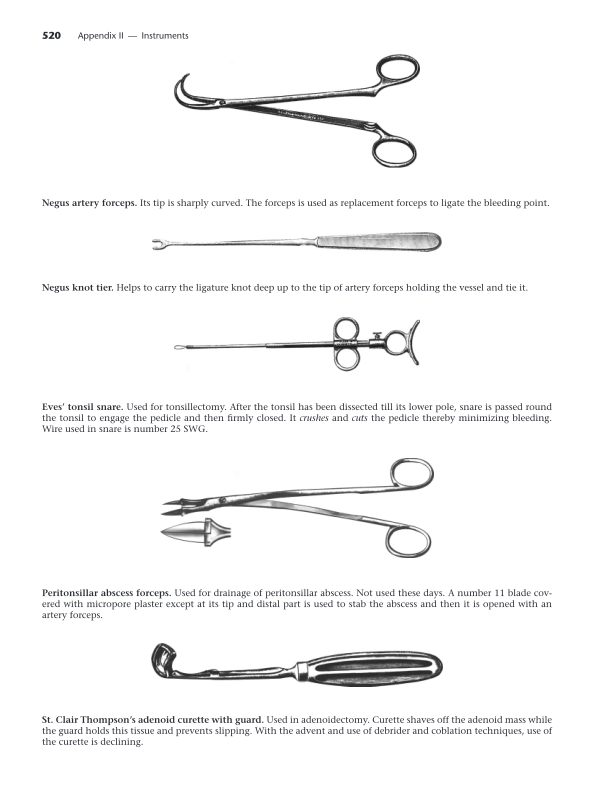 520 Appendix II — Instruments
Negus artery forceps. Its tip is sharply curved. The forceps is used as replacement forceps to ligate the bleeding point.
Negus knot tier. Helps to carry the ligature knot deep up to the tip of artery forceps holding the vessel and tie it.
Eves' tonsil snare. Used for tonsillectomy. After the tonsil has been dissected till its lower pole, snare is passed round
the tonsil to engage the pedicle and then firmly closed. It crushes and cuts the pedicle thereby minimizing bleeding.
Wire used in snare is number 25 SWG.
Peritonsillar abscess forceps. Used for drainage of peritonsillar abscess. Not used these days. A number 11 blade cov-
ered with micropore plaster except at its tip and distal part is used to stab the abscess and then it is opened with an
artery forceps.
St. Clair Thompson's adenoid curette with guard. Used in adenoidectomy. Curette shaves off the adenoid mass while
the guard holds this tissue and prevents slipping. With the advent and use of debrider and coblation techniques, use of
the curette is declining.